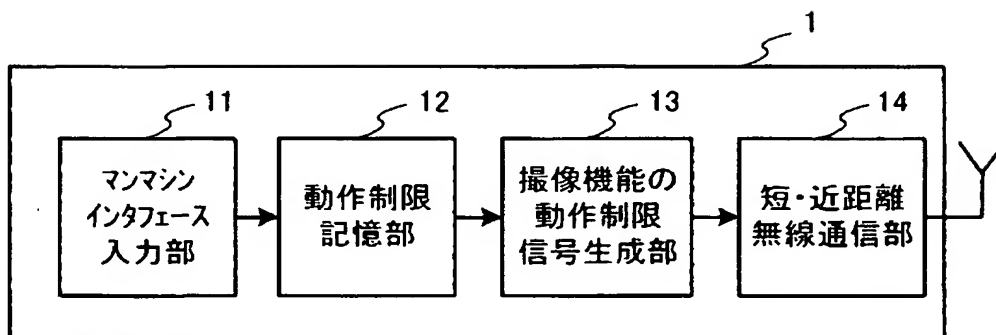 1
11
12
13
14
マンマシン
インタフェース
入力部
動作制限
記憶部
撮像機能の
動作制限
信号生成部
短・近距離
無線通信部